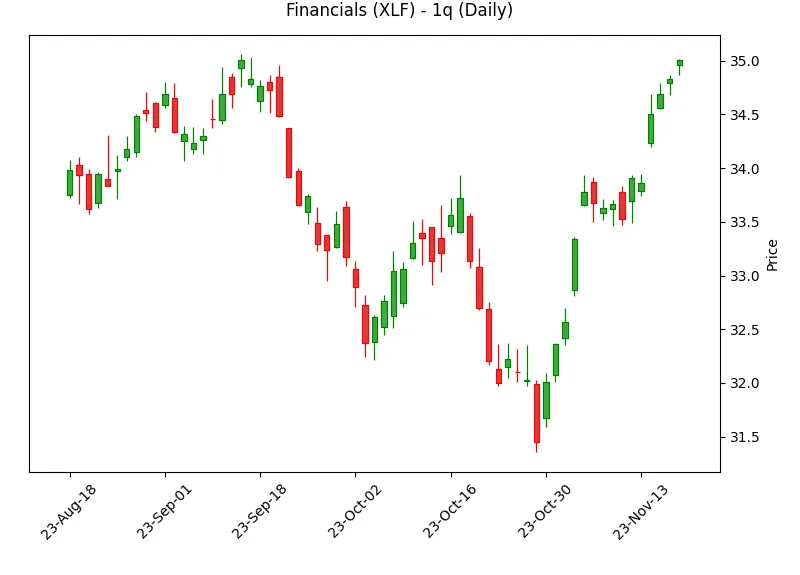 Financials (XLF) - 1q (Daily)
35.0
34.5
34.0
33.5
33.0
32.5
32.0
31.5
Price
23-Aug-18
23-Sep-01
23-Sep-18
23-Oct-02
23-Oct-16
23-Oct-30
23-Nov-13